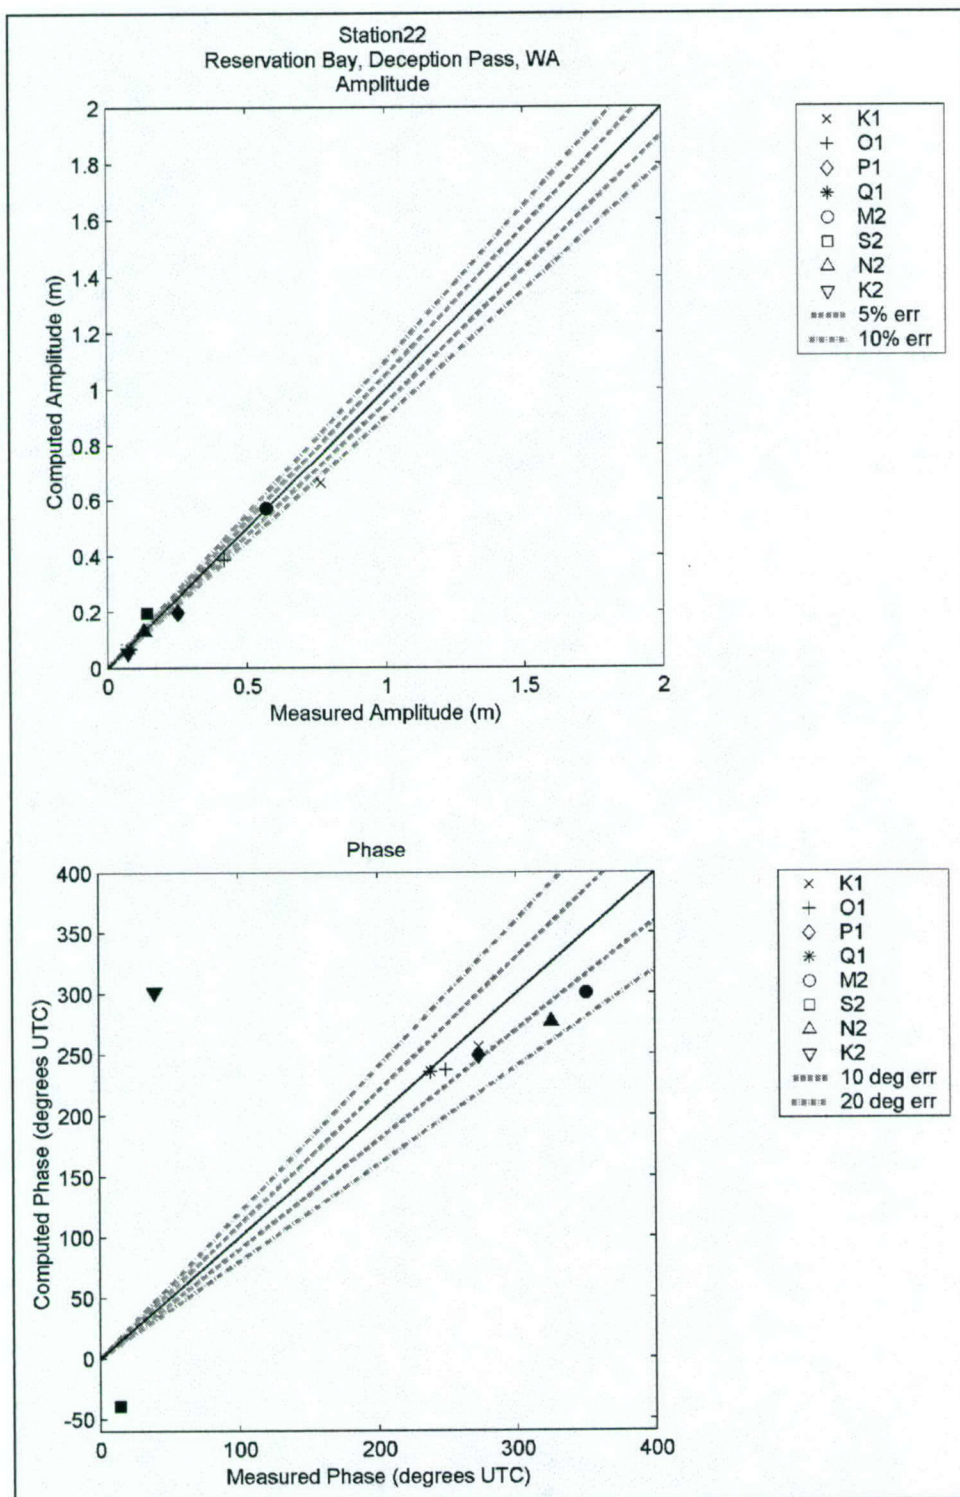 Station22
Reservation Bay, Deception Pass, WA
Amplitude
2
1.8
1.6
1.4
1.2
1
0.8
0.6
0.4
0.2
0
Computed Amplitude (m)
0
0.5
1
1.5
2
Measured Amplitude (m)
K1
O1
P1
Q1
M2
S2
N2
K2
5% err
10% err
Phase
400
350
300
250
200
150
100
50
0
-50
Computed Phase (degrees UTC)
0
100
200
300
400
Measured Phase (degrees UTC)
K1
O1
P1
Q1
M2
S2
N2
K2
10 deg err
20 deg err